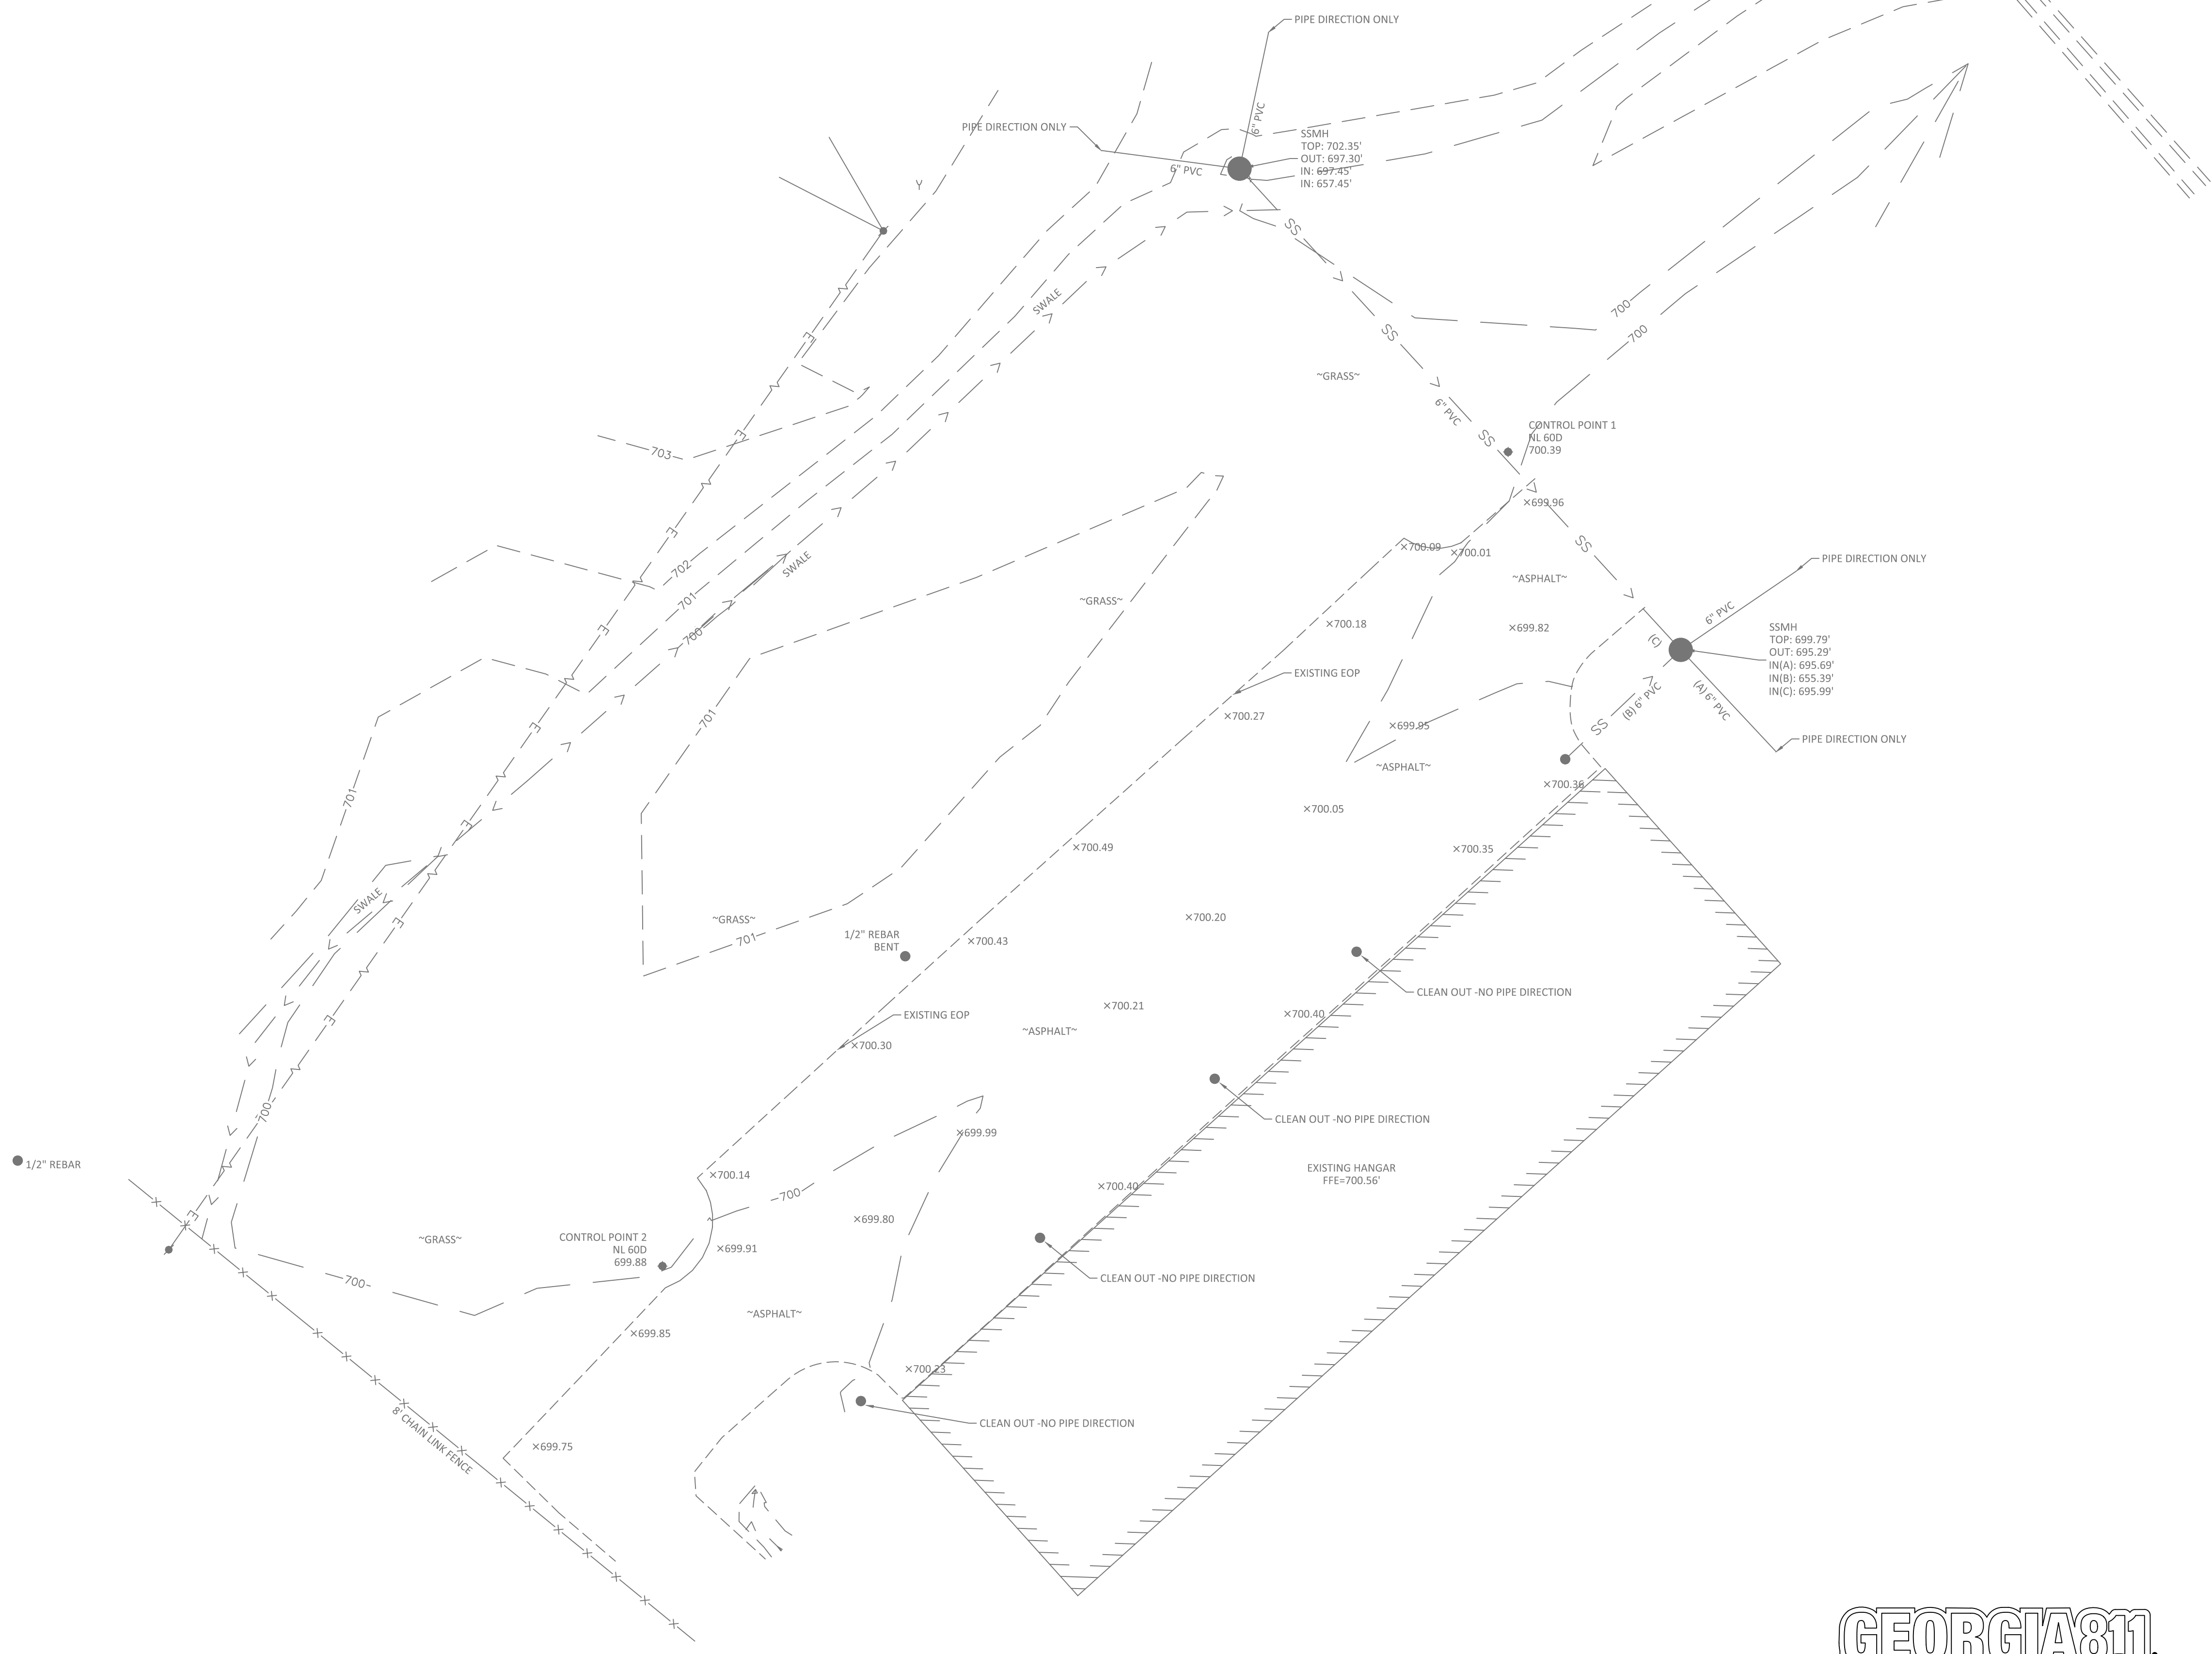 PIPE DIRECTION ONLY
PIPE DIRECTION ONLY
6" PVC
6" PVC
SSMH
TOP: 702.35'
OUT: 697.30'
IN: 697.45'
IN: 657.45'
Y
SS
SWALE
700
700
E
SS
~GRASS~
6" PVC
CONTROL POINT 1
NL 60D
700.39
SS
E
703
×699.96
E
SS
×700.09
×700.01
PIPE DIRECTION ONLY
SWALE
702
~ASPHALT~
701
~GRASS~
6" PVC
×700.18
×699.82
E
700
(C)
SSMH
TOP: 699.79'
OUT: 695.29'
IN(A): 695.69'
IN(B): 655.39'
IN(C): 695.99'
EXISTING EOP
(B) 6" PVC
(A) 6" PVC
701
×700.27
×699.95
SS
E
PIPE DIRECTION ONLY
~ASPHALT~
×700.36
701
×700.05
E
×700.49
×700.35
SWALE
~GRASS~
×700.20
E
701
1/2" REBAR
BENT
×700.43
CLEAN OUT -NO PIPE DIRECTION
×700.21
EXISTING EOP
×700.40
E
~ASPHALT~
×700.30
700
CLEAN OUT -NO PIPE DIRECTION
×699.99
1/2" REBAR
×700.14
EXISTING HANGAR
FFE=700.56'
×700.40
700
E
×699.80
~GRASS~
CONTROL POINT 2
NL 60D
699.88
×699.91
700
CLEAN OUT -NO PIPE DIRECTION
~ASPHALT~
×699.85
×700.23
8' CHAIN LINK FENCE
CLEAN OUT -NO PIPE DIRECTION
×699.75
GEORGIA811.